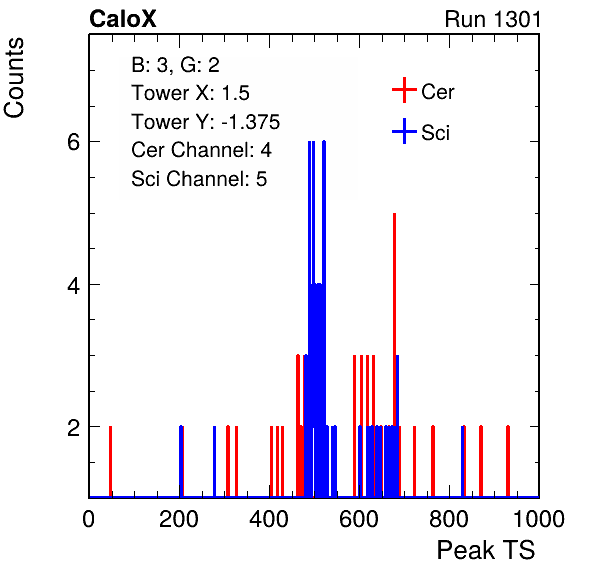 CaloX Run 1301
Counts
B: 3, G: 2
Tower X: 1.5
Tower Y: -1.375
Cer Channel: 4
Sci Channel: 5
Cer
Sci
6
4
2
0 200 400 600 800 1000
Peak TS